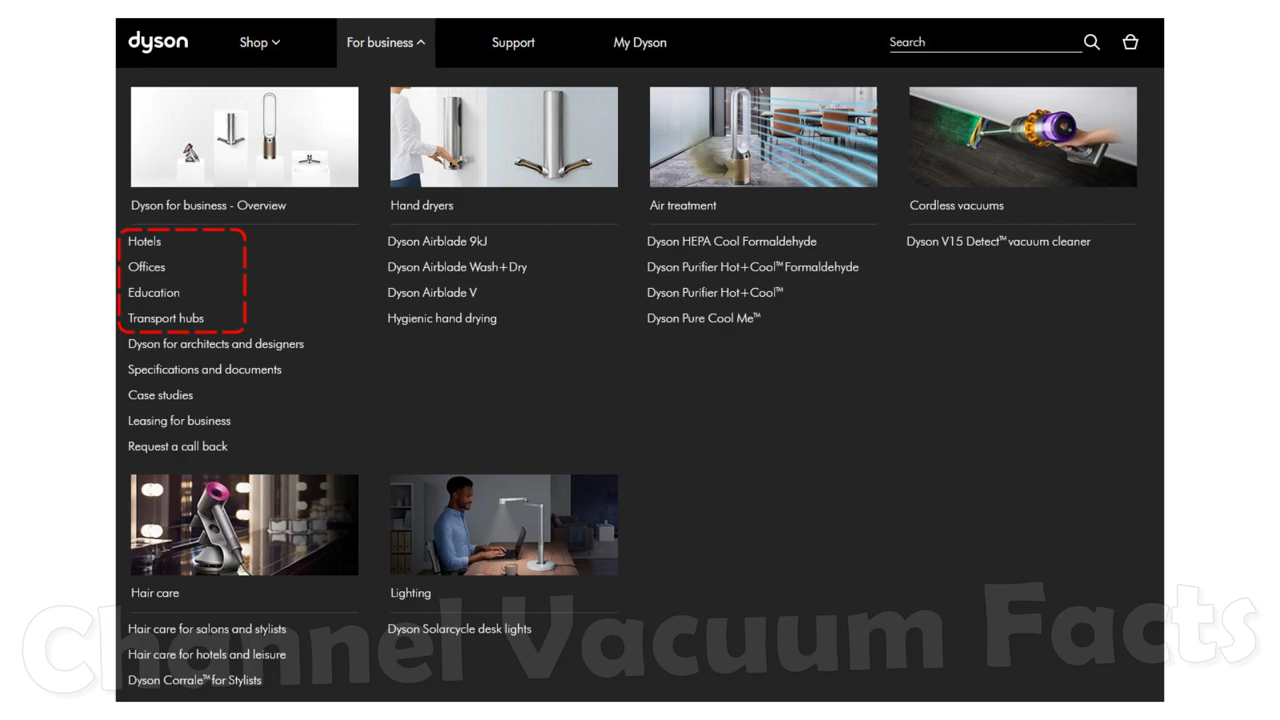 dyson
Shop
For business
Support
My Dyson
Search
Dyson for business - Overview
Hotels
Offices
Education
Transport hubs
Dyson for architects and designers
Specifications and documents
Case studies
Leasing for business
Request a call back
Hand dryers
Dyson Airblade 9kJ
Dyson Airblade Wash+Dry
Dyson Airblade V
Hygienic hand drying
Air treatment
Dyson HEPA Cool Formaldehyde
Dyson Purifier Hot+Cool™ Formaldehyde
Dyson Purifier Hot+Cool™
Dyson Pure Cool Me™
Cordless vacuums
Dyson V15 Detect™ vacuum cleaner
Hair care
Hair care for salons and stylists
Hair care for hotels and leisure
Dyson Corrale™ for Stylists
Lighting
Dyson Solarcycle desk lights
Channel Vacuum Facts